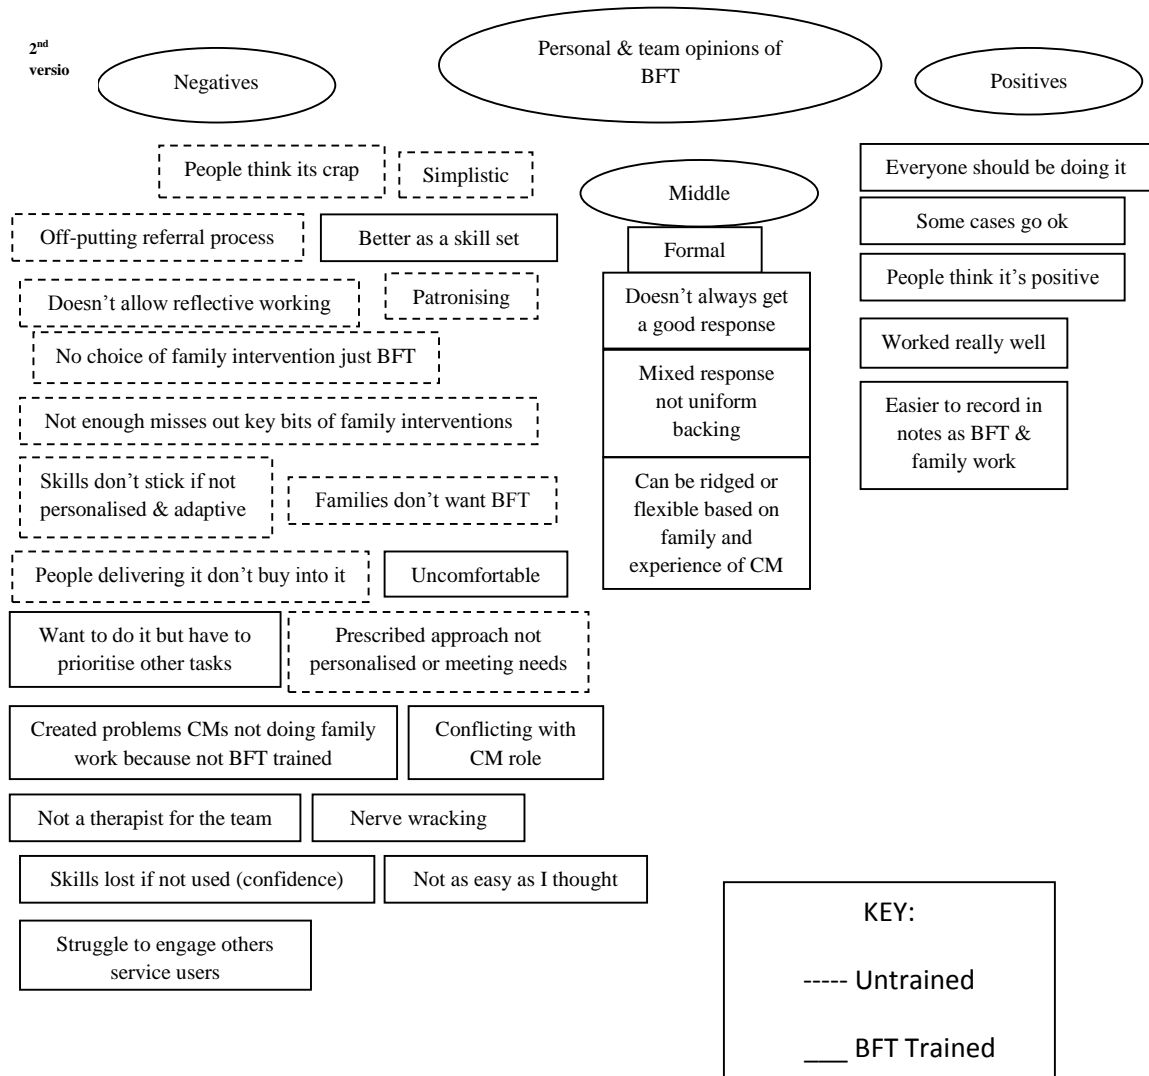 2nd
versio
Personal & team opinions of
BFT
Negatives
Positives
People think its crap
Simplistic
Off-putting referral process
Better as a skill set
Doesn’t allow reflective working
Patronising
No choice of family intervention just BFT
Not enough misses out key bits of family interventions
Skills don’t stick if not
personalised & adaptive
Families don’t want BFT
People delivering it don’t buy into it
Uncomfortable
Want to do it but have to
prioritise other tasks
Prescribed approach not
personalised or meeting needs
Created problems CMs not doing family
work because not BFT trained
Conflicting with
CM role
Not a therapist for the team
Nerve wracking
Skills lost if not used (confidence)
Not as easy as I thought
Struggle to engage others
service users
Middle
Formal
Doesn’t always get
a good response
Mixed response
not uniform
backing
Can be ridged or
flexible based on
family and
experience of CM
Everyone should be doing it
Some cases go ok
People think it’s positive
Worked really well
Easier to record in
notes as BFT &
family work
KEY:
----- Untrained
___ BFT Trained